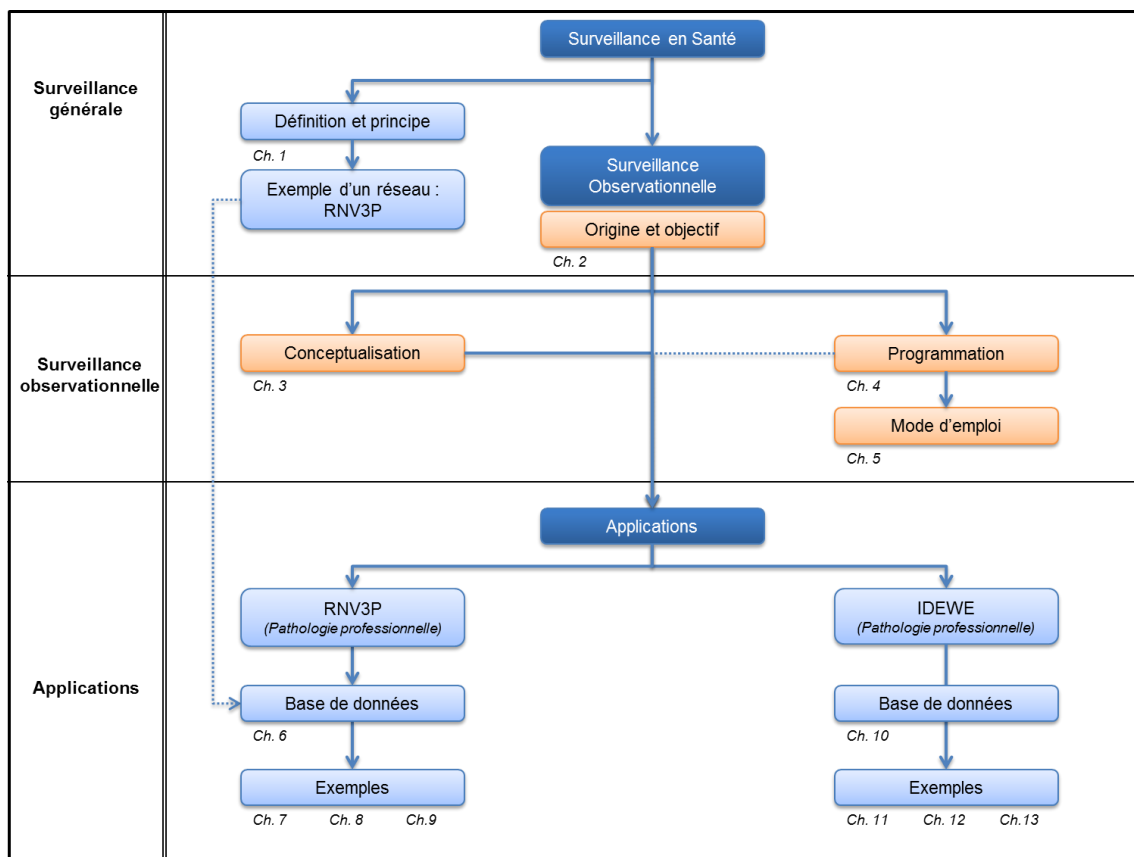 Surveillance en Santé
Surveillance
générale
Définition et principe
Ch. 1
Surveillance
Observationnelle
Exemple d'un réseau :
RNV3P
Origine et objectif
Ch. 2
Surveillance
observationnelle
Conceptualisation
Ch. 3
Programmation
Ch. 4
Mode d'emploi
Ch. 5
Applications
Applications
RNV3P
(Pathologie professionnelle)
IDEWE
(Pathologie professionnelle)
Base de données
Ch. 6
Base de données
Ch. 10
Exemples
Ch. 7 Ch. 8 Ch.9
Exemples
Ch. 11 Ch. 12 Ch.13